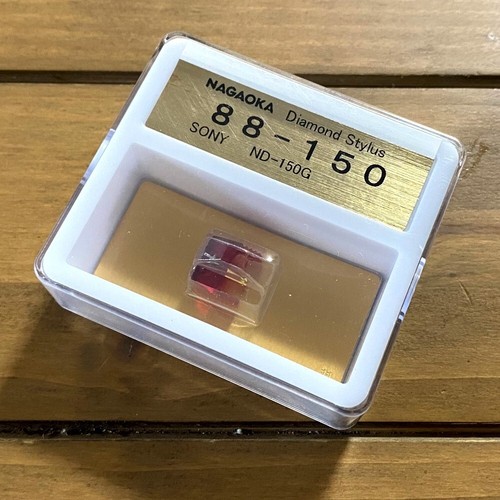 NAGAOKA Diamond Stylus
88-150
SONY ND-150G